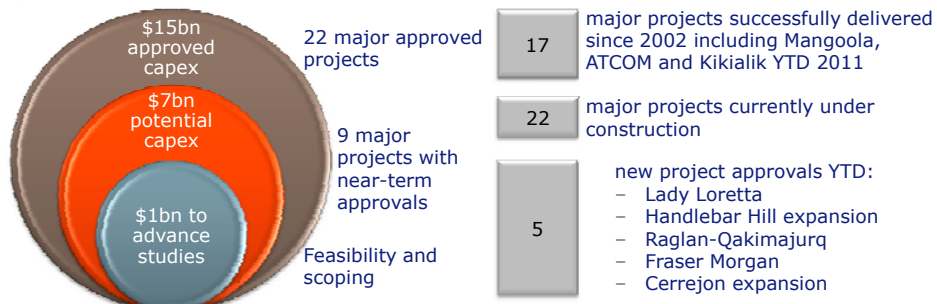 $15bn
approved
capex
22 major approved
projects
$7bn
potential
capex
9 major
projects with
near-term
approvals
$1bn to
advance
studies
Feasibility and
scoping
17
major projects successfully delivered
since 2002 including Mangoola,
ATCOM and Kikialik YTD 2011
22
major projects currently under
construction
5
new project approvals YTD:
– Lady Loretta
– Handlebar Hill expansion
– Raglan-Qakimajurq
– Fraser Morgan
– Cerrejon expansion